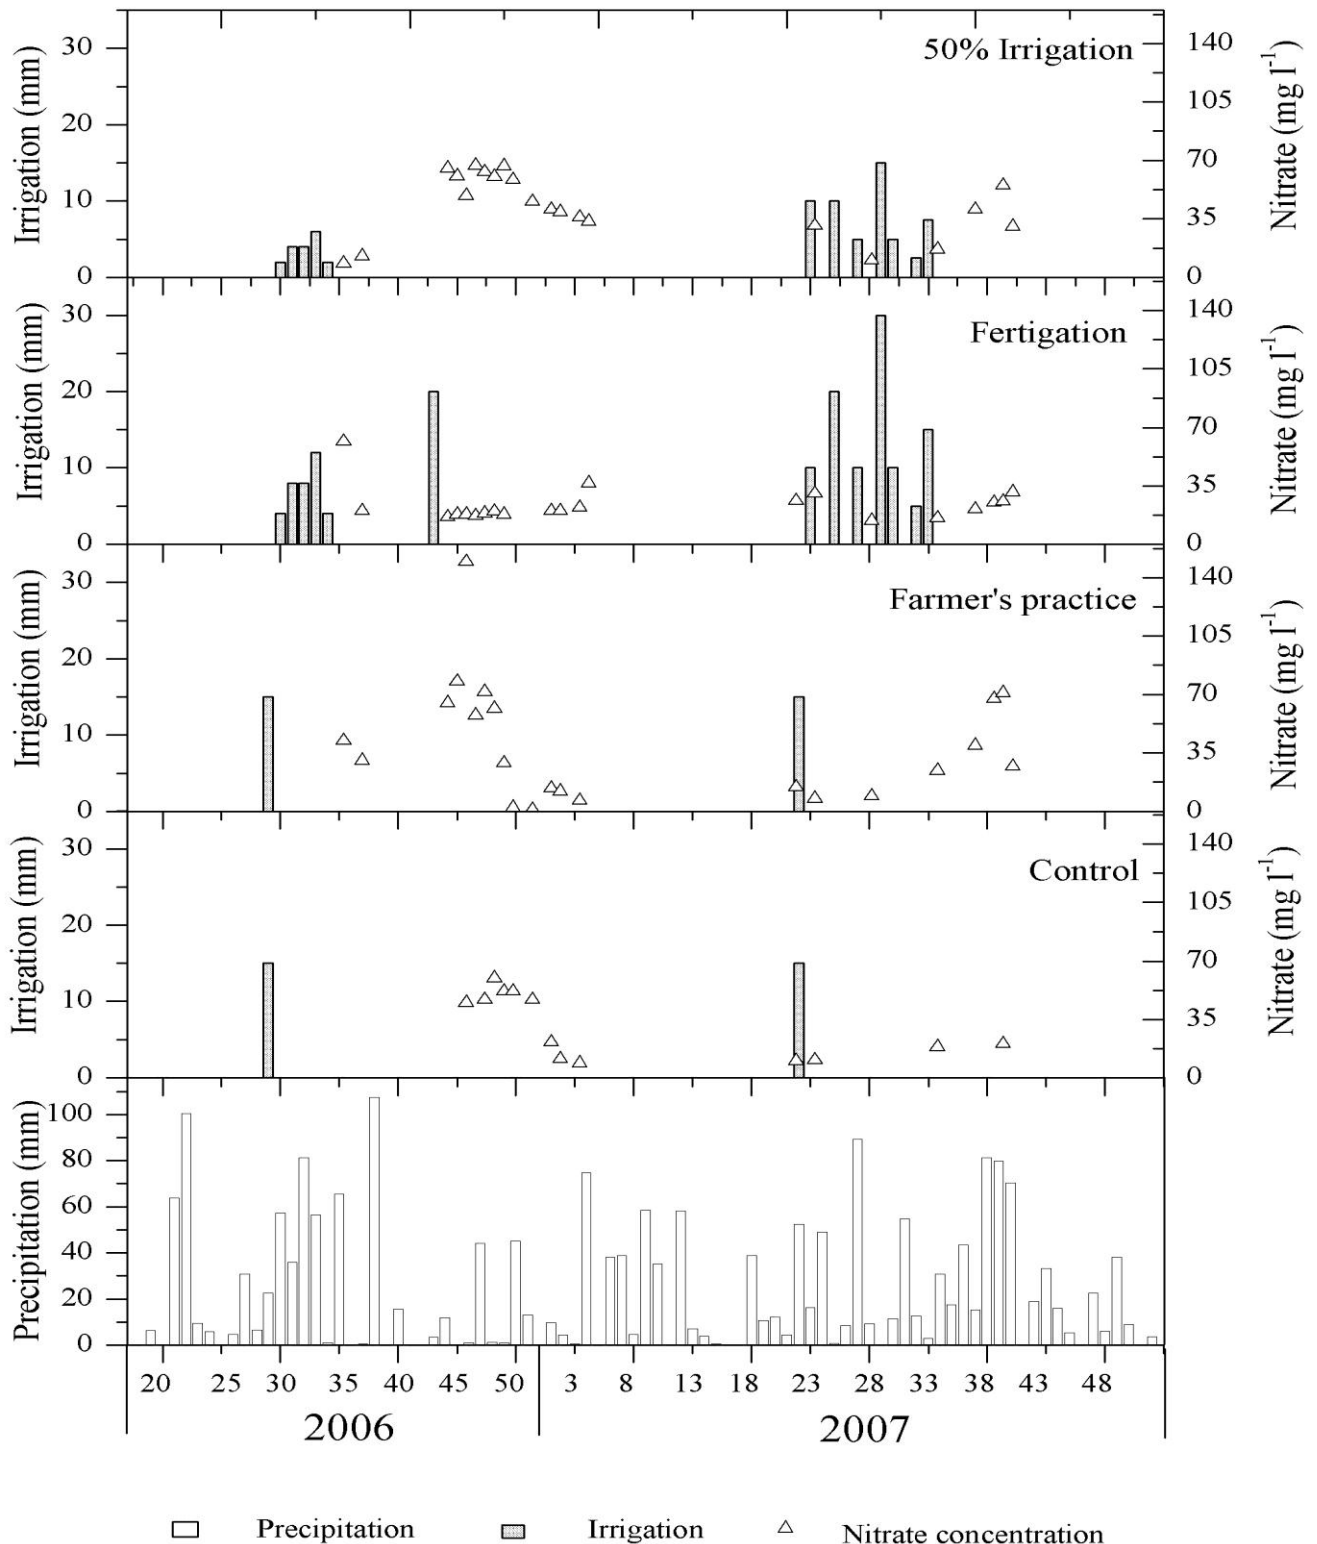 50% Irrigation
Irrigation (mm)
30
20
10
0
140
105
70
35
0
Nitrate (mg l-1)
Fertigation
Irrigation (mm)
30
20
10
0
140
105
70
35
0
Nitrate (mg l-1)
Farmer's practice
Irrigation (mm)
30
20
10
0
140
105
70
35
0
Nitrate (mg l-1)
Control
Irrigation (mm)
30
20
10
0
140
105
70
35
0
Nitrate (mg l-1)
Precipitation (mm)
100
80
60
40
20
0
20 25 30 35 40 45 50 3 8 13 18 23 28 33 38 43 48
2006 2007
Precipitation Irrigation Nitrate concentration